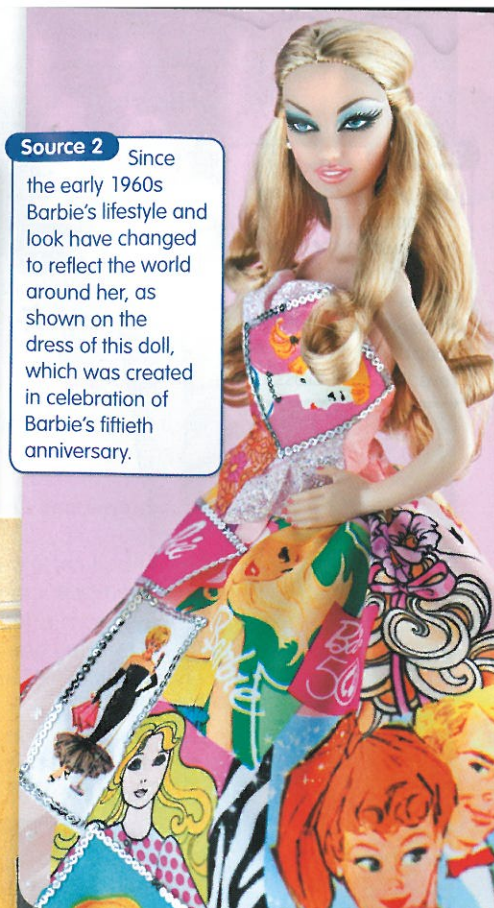 Source 2 Since
the early 1960s
Barbie's lifestyle and
look have changed
to reflect the world
around her, as
shown on the
dress of this doll,
which was created
in celebration of
Barbie's fiftieth
anniversary.
Barbie